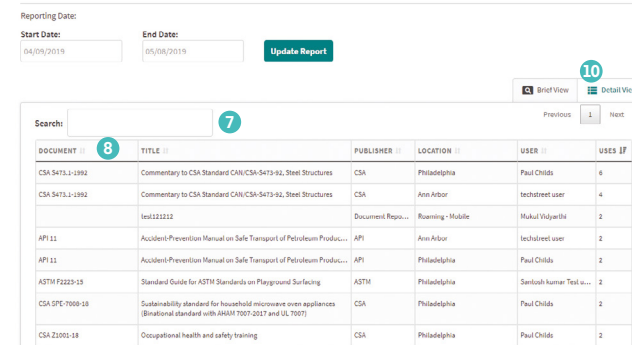 Reporting Date:
Start Date: End Date:
04/09/2019 05/08/2019 Update Report
10
Brief View Detail Vie
Previous 1 Next
Search: 7
DOCUMENT 8 TITLE PUBLISHER LOCATION USER USES
CSA S473.1-1992 Commentary to CSA Standard CAN/CSA-S473-92, Steel Structures CSA Philadelphia Paul Childs 6
CSA S473.1-1992 Commentary to CSA Standard CAN/CSA-S473-92, Steel Structures CSA Ann Arbor techstreet user 4
test121212 Document Repo... Roaming - Mobile Mukul Vidyarthi 2
API 11 Accident-Prevention Manual on Safe Transport of Petroleum Produc... API Ann Arbor techstreet user 2
API 11 Accident-Prevention Manual on Safe Transport of Petroleum Produc... API Philadelphia Paul Childs 2
ASTM F2223-15 Standard Guide for ASTM Standards on Playground Surfacing ASTM Philadelphia Santosh kumar Test u... 2
CSA SPE-7008-18 Sustainability standard for household microwave oven appliances CSA Philadelphia Paul Childs 2
(Binational standard with AHAM 7007-2017 and UL 7007)
CSA Z1001-18 Occupational health and safety training CSA Philadelphia Paul Childs 2